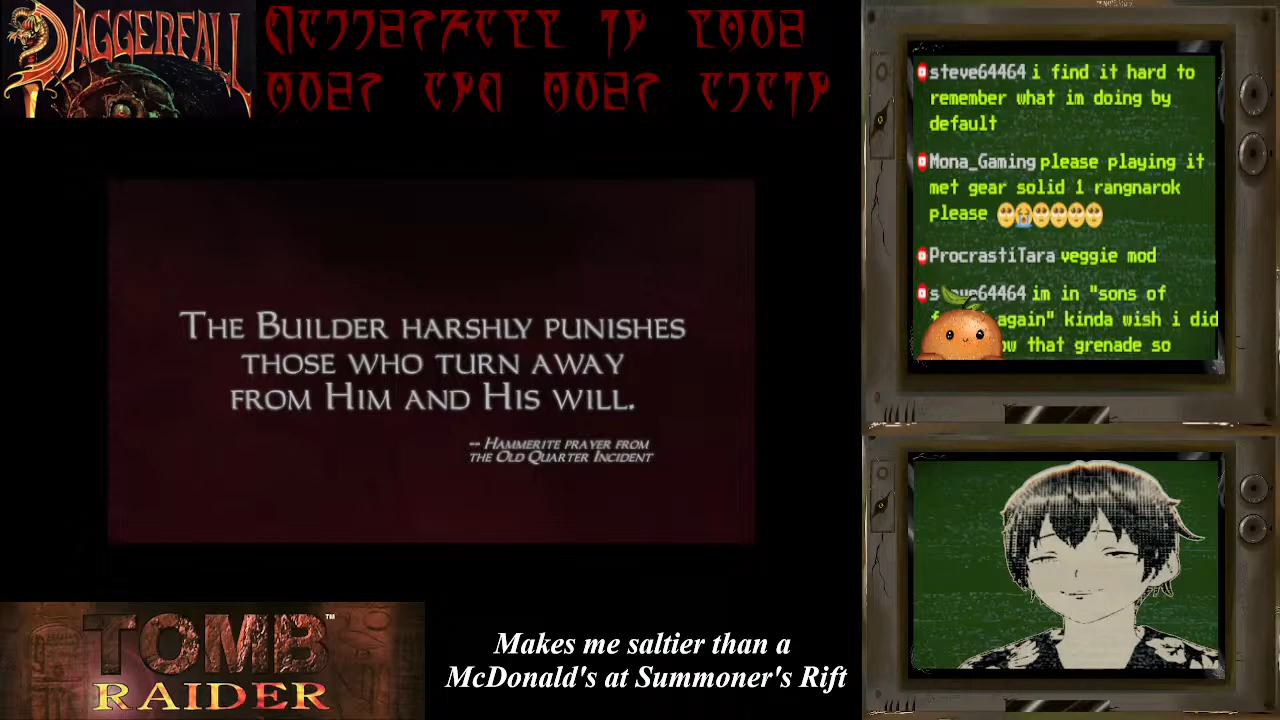 DAGGERFALL
steve64464 i find it hard to
remember what im doing by
default
Mona_Gaming please playing it
met gear solid 1 rangnarok
please 🥺😭🥺🥺🥺🥺
ProcrastiTara veggie mod
64464 im in "sons of
again" kinda wish i did
that grenade so
THE BUILDER HARSHLY PUNISHES
THOSE WHO TURN AWAY
FROM HIM AND HIS WILL.
-- HAMMERITE PRAYER FROM
THE OLD QUARTER INCIDENT
TOMB™
RAIDER
Makes me saltier than a
McDonald's at Summoner's Rift